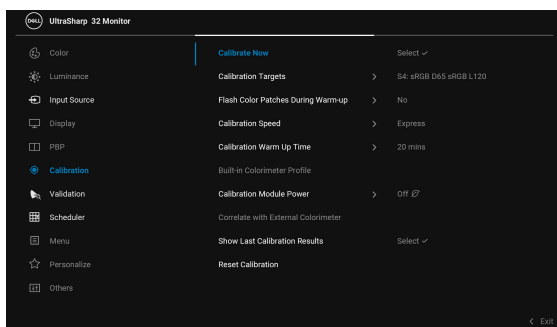 DELL UltraSharp 32 Monitor
Color
Luminance
Input Source
Display
PBP
Calibration
Validation
Scheduler
Menu
Personalize
Others
Calibrate Now Select
Calibration Targets S4: sRGB D65 sRGB L120
Flash Color Patches During Warm-up No
Calibration Speed Express
Calibration Warm Up Time 20 mins
Built-in Colorimeter Profile
Calibration Module Power Off
Correlate with External Colorimeter
Show Last Calibration Results Select
Reset Calibration
Exit